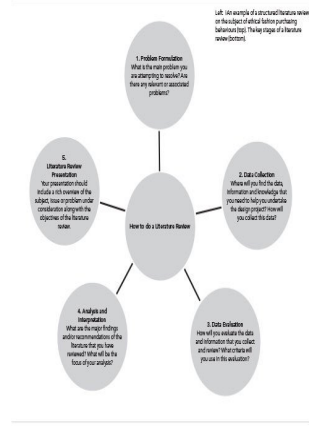 Left: (An example of a structured literature review
on the subject of ethical fashion purchasing
behaviours (top). The key stages of a literature
review (bottom).
1. Problem Formulation
What is the main problem you
are attempting to resolve? Are
there any relevant or associated
problems?
2. Data Collection
Where will you find the data,
information and knowledge that
you need to help you undertake
the design project? How will
you collect this data?
How to do a Literature Review
3. Data Evaluation
How will you evaluate the data
and information that you collect
and review? What criteria will
you use in this evaluation?
4. Analysis and
Interpretation
What are the major findings
and/or recommendations of the
literature that you have
reviewed? What will be the
focus of your analysis?
5.
Literature Review
Presentation
Your presentation should
include a rich overview of the
subject, issue or problem under
consideration along with the
objectives of the literature
review.